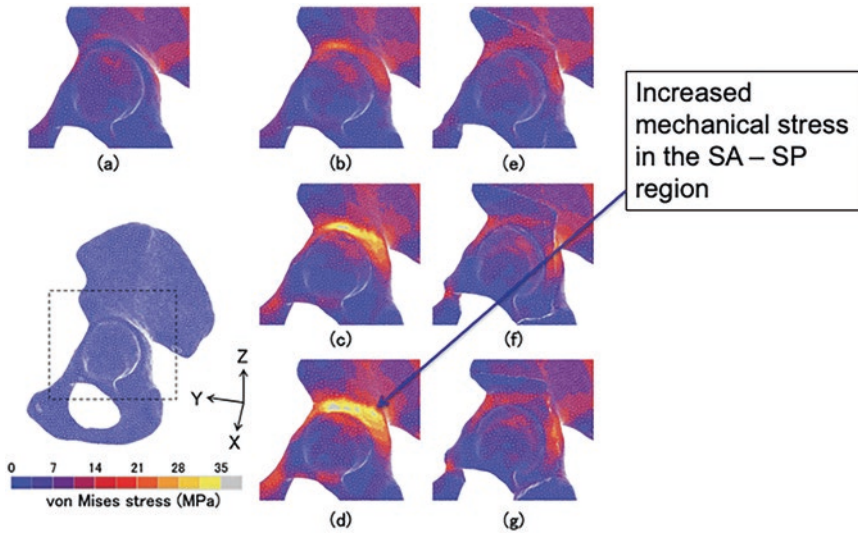 (a)
(b)
(e)
Increased
mechanical stress
in the SA – SP
region
(c)
(f)
Z
Y
X
0 7 14 21 28 35
von Mises stress (MPa)
(d)
(g)